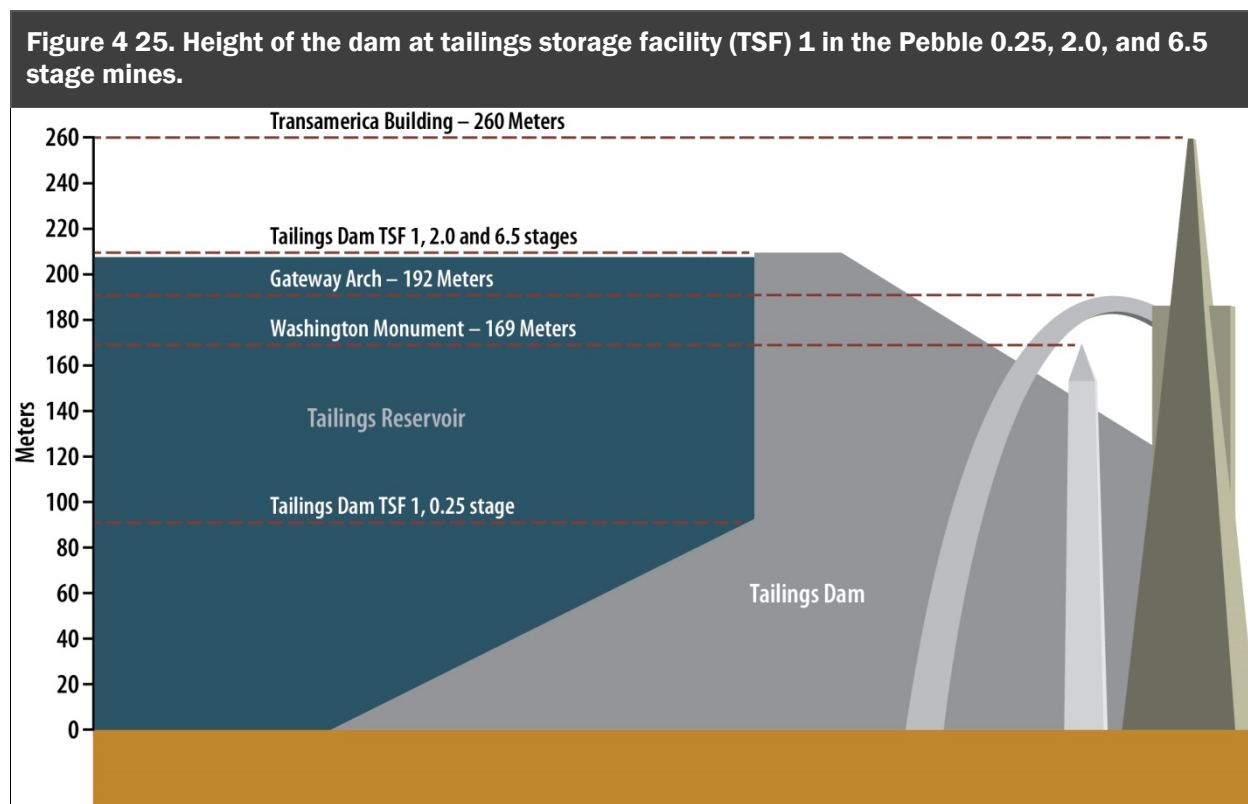 Figure 4 25. Height of the dam at tailings storage facility (TSF) 1 in the Pebble 0.25, 2.0, and 6.5
stage mines.
Transamerica Building – 260 Meters
260
240
220
Tailings Dam TSF 1, 2.0 and 6.5 stages
200
Gateway Arch – 192 Meters
180
Washington Monument – 169 Meters
160
140
Tailings Reservoir
Meters
120
100
Tailings Dam TSF 1, 0.25 stage
80
60
Tailings Dam
40
20
0